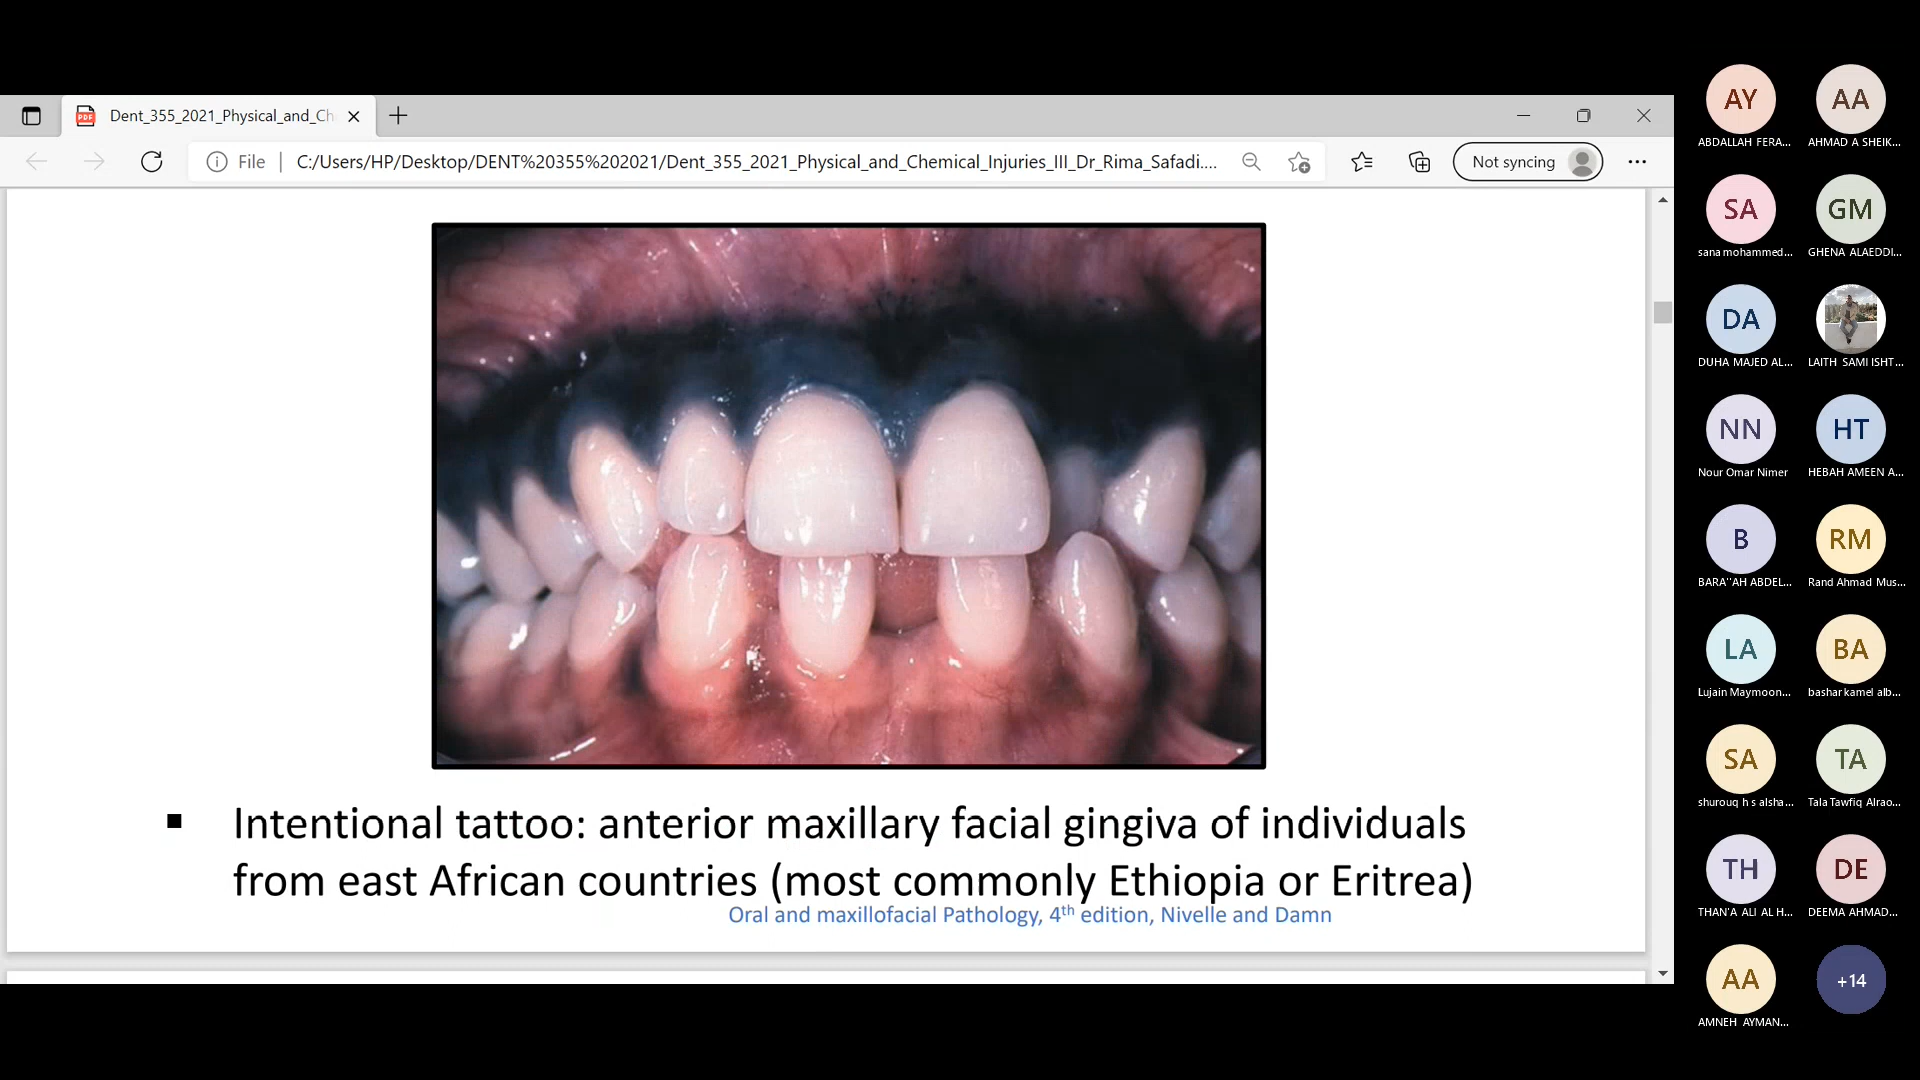 Dent_355_2021_Physical_and_Ch
File
C:/Users/HP/Desktop/DENT%20355%202021/Dent_355_2021_Physical_and_Chemical_Injuries_III_Dr_Rima_Safadi....
Not syncing
PDF
▪ Intentional tattoo: anterior maxillary facial gingiva of individuals
from east African countries (most commonly Ethiopia or Eritrea)
Oral and maxillofacial Pathology, 4th edition, Nivelle and Damn
AY AA
ABDALLAH FERA... AHMAD A SHEIK...
SA GM
sana mohammed... GHENA ALAEDDI...
DA
DUHA MAJED AL... LAITH SAMI ISHT...
NN HT
Nour Omar Nimer HEBAH AMEEN A...
B RM
BARA''AH ABDEL... Rand Ahmad Mus...
LA BA
Lujain Maymoon... bashar kamel alb...
SA TA
shurouq h s alsha... Tala Tawfiq Alrao...
TH DE
THAN'A ALI AL H... DEEMA AHMAD...
AA +14
AMNEH AYMAN...